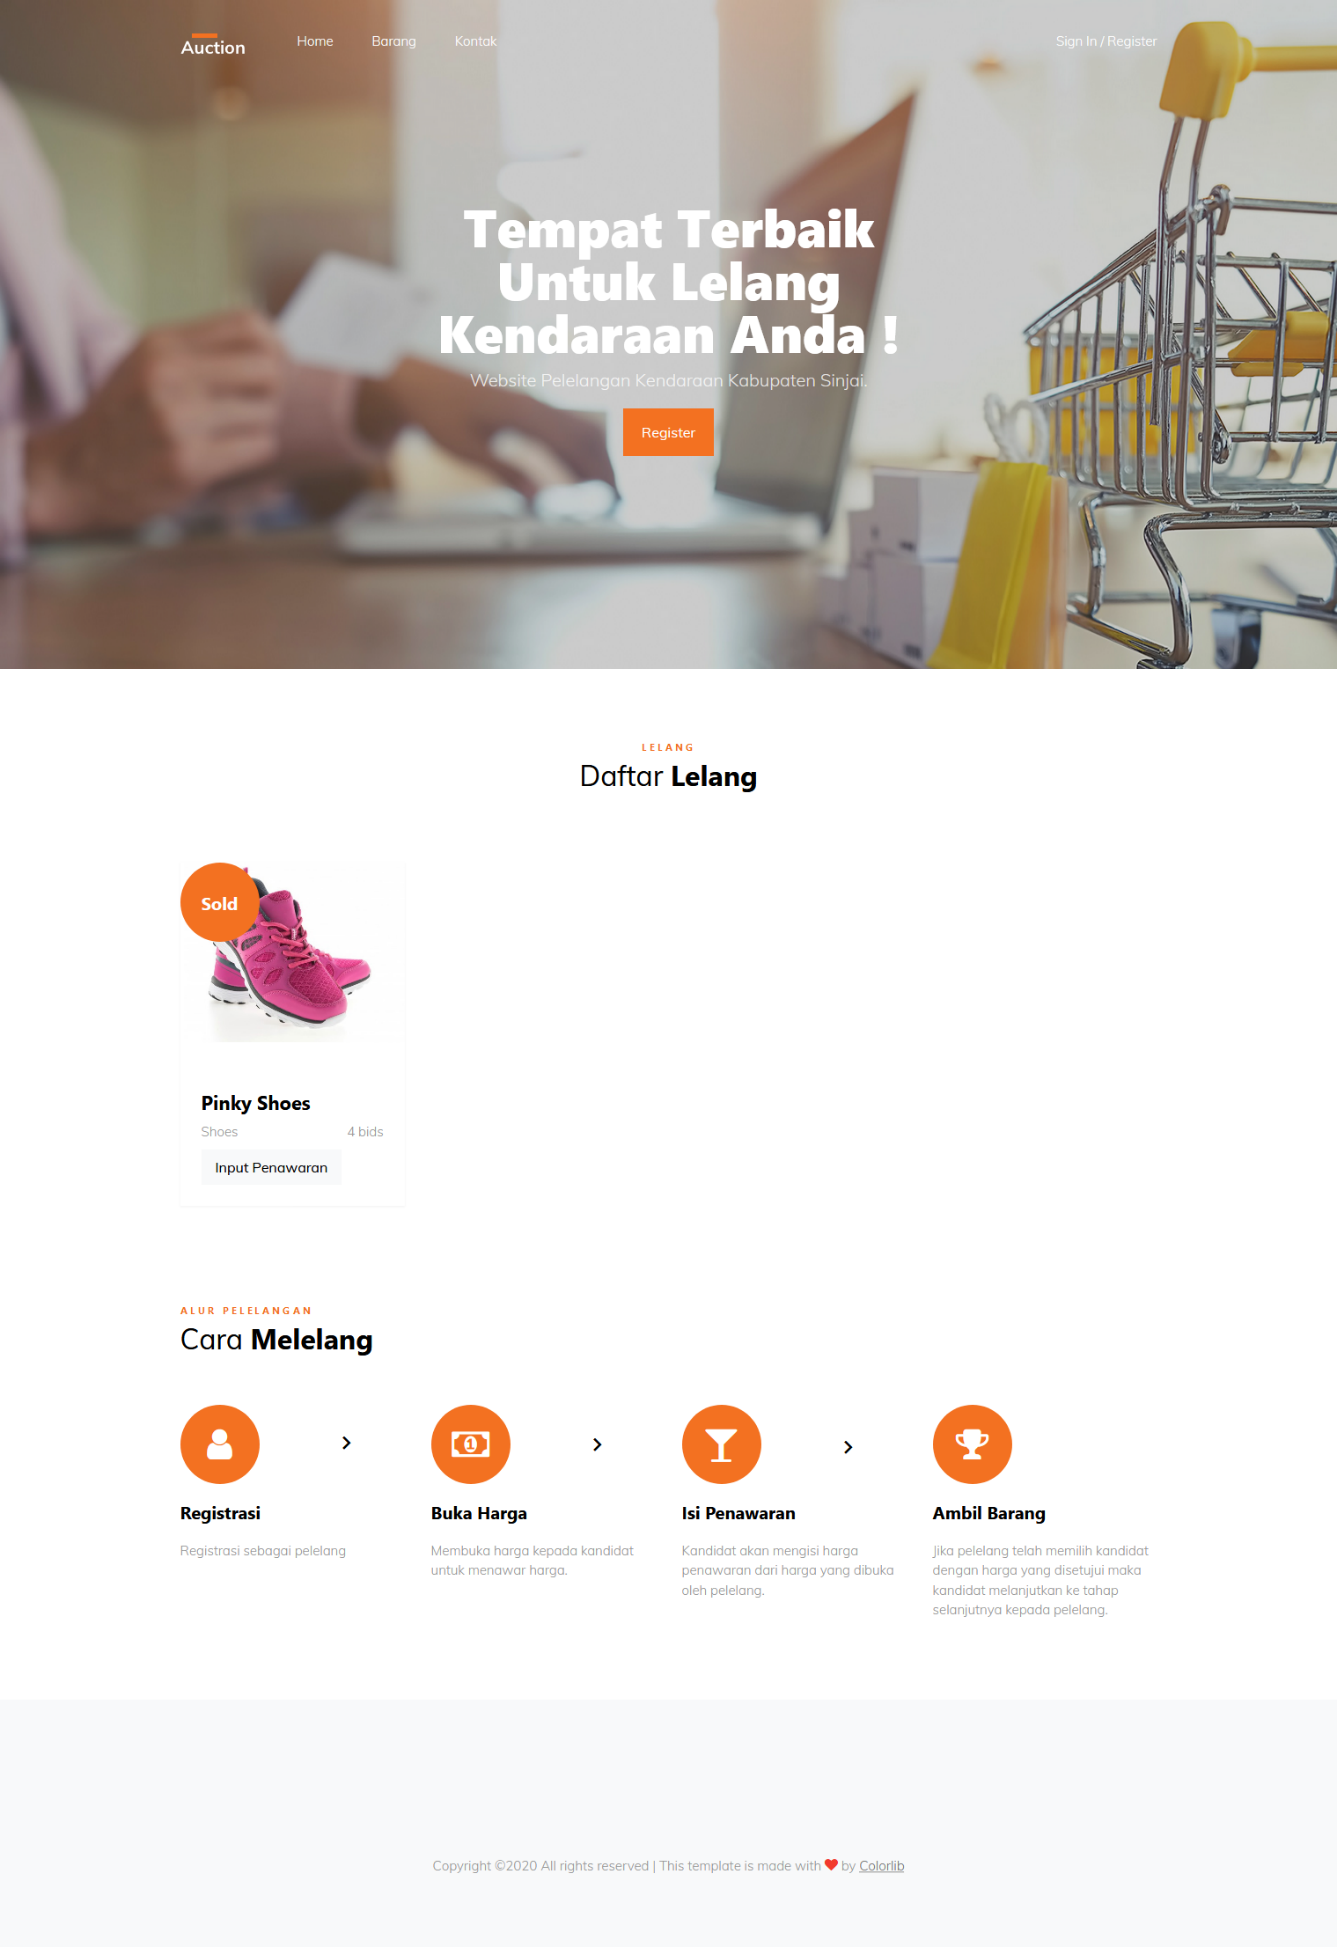 Auction
Home
Barang
Kontak
Sign In / Register
Tempat Terbaik
Untuk Lelang
Kendaraan Anda !
Website Pelelangan Kendaraan Kabupaten Sinjai.
Register
LELANG
Daftar Lelang
Sold
Pinky Shoes
Shoes
4 bids
Input Penawaran
ALUR PELELANGAN
Cara Melelang
1
Registrasi
Registrasi sebagai pelelang
Buka Harga
Membuka harga kepada kandidat
untuk menawar harga.
Isi Penawaran
Kandidat akan mengisi harga
penawaran dari harga yang dibuka
oleh pelelang.
Ambil Barang
Jika pelelang telah memilih kandidat
dengan harga yang disetujui maka
kandidat melanjutkan ke tahap
selanjutnya kepada pelelang.
Copyright ©2020 All rights reserved | This template is made with ❤ by Colorlib